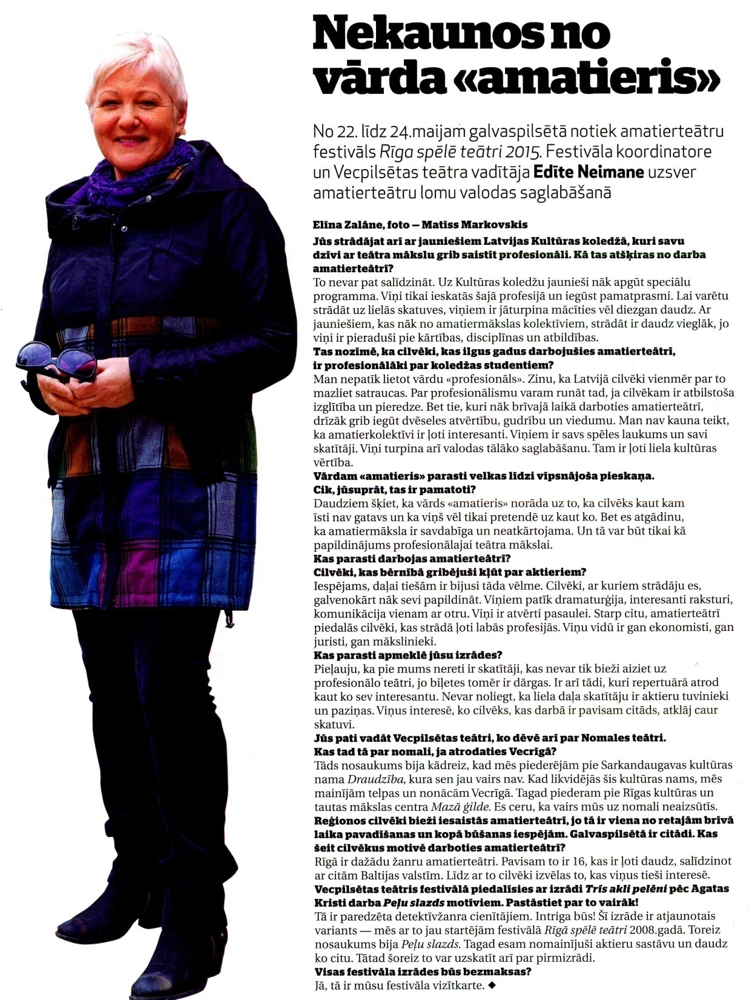 Nekaunos no
vārda «amatieris»
No 22. līdz 24.maijam galvaspilsētā notiek amatierteātru
festivāls Rīga spēlē teātri 2015. Festivāla koordinatore
un Vecpilsētas teātra vadītāja Edīte Neimane uzsver
amatierteātru lomu valodas saglabāšanā
Elīna Zalāne, foto — Matīss Markovskis
Jūs strādājat arī ar jauniešiem Latvijas Kultūras koledžā, kuri savu
dzīvi ar teātra mākslu grib saistīt profesionāli. Kā tas atšķiras no darba
amatierteātrī?
To nevar pat salīdzināt. Uz Kultūras koledžu jaunieši nāk apgūt speciālu
programma. Viņi tikai ieskatās šajā profesijā un iegūst pamatprasmi. Lai varētu
strādāt uz lielās skatuves, viņiem ir jāturpina mācīties vēl diezgan daudz. Ar
jauniešiem, kas nāk no amatiermākslas kolektīviem, strādāt ir daudz vieglāk, jo
viņi ir pieraduši pie kārtības, disciplīnas un atbildības.
Tas nozīmē, ka cilvēki, kas ilgus gadus darbojušies amatierteātrī,
ir profesionālāki par koledžas studentiem?
Man nepatīk lietot vārdu «profesionāls». Zinu, ka Latvijā cilvēki vienmēr par to
mazliet satraucas. Par profesionālismu varam runāt tad, ja cilvēkam ir atbilstoša
izglītība un pieredze. Bet tie, kuri nāk brīvajā laikā darboties amatierteātrī,
drīzāk grib iegūt dvēseles atvērtību, gudrību un viedumu. Man nav kauna teikt,
ka amatierkolektīvi ir ļoti interesanti. Viņiem ir savs spēles laukums un savi
skatītāji. Viņi turpina arī valodas tālāko saglabāšanu. Tam ir ļoti liela kultūras
vērtība.
Vārdam «amatieris» parasti velkas līdzi vīpsnājoša pieskaņa.
Cik, jūsuprāt, tas ir pamatoti?
Daudziem šķiet, ka vārds «amatieris» norāda uz to, ka cilvēks kaut kam
īsti nav gatavs un ka viņš vēl tikai pretendē uz kaut ko. Bet es atgādinu,
ka amatiermāksla ir savdabīga un neatkārtojama. Un tā var būt tikai kā
papildinājums profesionālajai teātra mākslai.
Kas parasti darbojas amatierteātrī?
Cilvēki, kas bērnībā gribējuši kļūt par aktieriem?
Iespējams, daļai tiešām ir bijusi tāda vēlme. Cilvēki, ar kuriem strādāju es,
galvenokārt nāk sevi papildināt. Viņiem patīk dramaturģija, interesanti raksturi,
komunikācija vienam ar otru. Viņi ir atvērti pasaulei. Starp citu, amatierteātrī
piedalās cilvēki, kas strādā ļoti labās profesijās. Viņu vidū ir gan ekonomisti, gan
juristi, gan mākslinieki.
Kas parasti apmeklē jūsu izrādes?
Pieļauju, ka pie mums nereti ir skatītāji, kas nevar tik bieži aiziet uz
profesionālo teātri, jo biļetes tomēr ir dārgas. Ir arī tādi, kuri repertuārā atrod
kaut ko sev interesantu. Nevar noliegt, ka liela daļa skatītāju ir aktieru tuvinieki
un paziņas. Viņus interesē, ko cilvēks, kas darbā ir pavisam citāds, atklāj caur
skatuvi.
Jūs pati vadāt Vecpilsētas teātri, ko dēvē arī par Nomales teātri.
Kas tad tā par nomali, ja atrodaties Vecrīgā?
Tāds nosaukums bija kādreiz, kad mēs piederējām pie Sarkandaugavas kultūras
nama Draudzība, kura sen jau vairs nav. Kad likvidējās šis kultūras nams, mēs
mainījām telpas un nonācām Vecrīgā. Tagad piederam pie Rīgas kultūras un
tautas mākslas centra Mazā ģilde. Es ceru, ka vairs mūs uz nomali neaizsūtīs.
Reģionos cilvēki bieži iesaistās amatierteātrī, jo tā ir viena no retajām brīvā
laika pavadīšanas un kopā būšanas iespējām. Galvaspilsētā ir citādi. Kas
šeit cilvēkus motivē darboties amatierteātrī?
Rīgā ir dažādu žanru amatierteātri. Pavisam to ir 16, kas ir ļoti daudz, salīdzinot
ar citām Baltijas valstīm. Līdz ar to cilvēki izvēlas to, kas viņus tieši interesē.
Vecpilsētas teātris festivālā piedalīsies ar izrādi Trīs akli pelēni pēc Agatas
Kristi darba Peļu slazds motīviem. Pastāstiet par to vairāk!
Tā ir paredzēta detektīvžanra cienītājiem. Intriga būs! Šī izrāde ir atjaunotais
variants — mēs ar to jau startējām festivālā Rīgā spēlē teātri 2008.gadā. Toreiz
nosaukums bija Peļu slazds. Tagad esam nomainījuši aktieru sastāvu un daudz
ko citu. Tātad šoreiz to var uzskatīt arī par pirmizrādi.
Visas festivāla izrādes būs bezmaksas?
Jā, tā ir mūsu festivāla vizītkarte. ◆